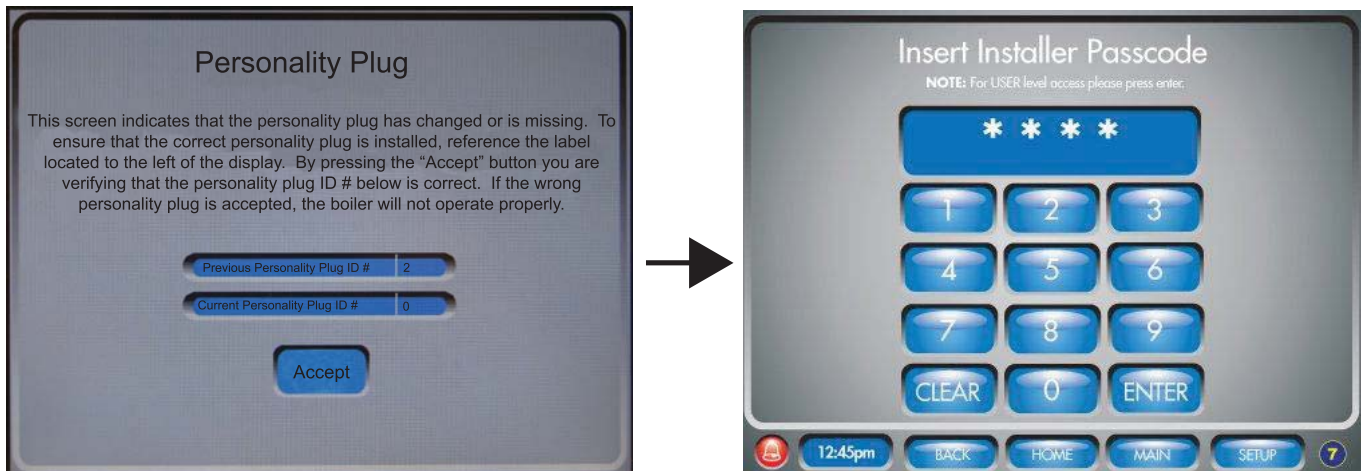 Personality Plug
This screen indicates that the personality plug has changed or is missing. To
ensure that the correct personality plug is installed, reference the label
located to the left of the display. By pressing the “Accept” button you are
verifying that the personality plug ID # below is correct. If the wrong
personality plug is accepted, the boiler will not operate properly.
Previous Personality Plug ID # 2
Current Personality Plug ID # 0
Accept
Insert Installer Passcode
NOTE: For USER level access please press enter.
* * * *
1 2 3
4 5 6
7 8 9
CLEAR 0 ENTER
12:45pm BACK HOME MAIN SETUP 7